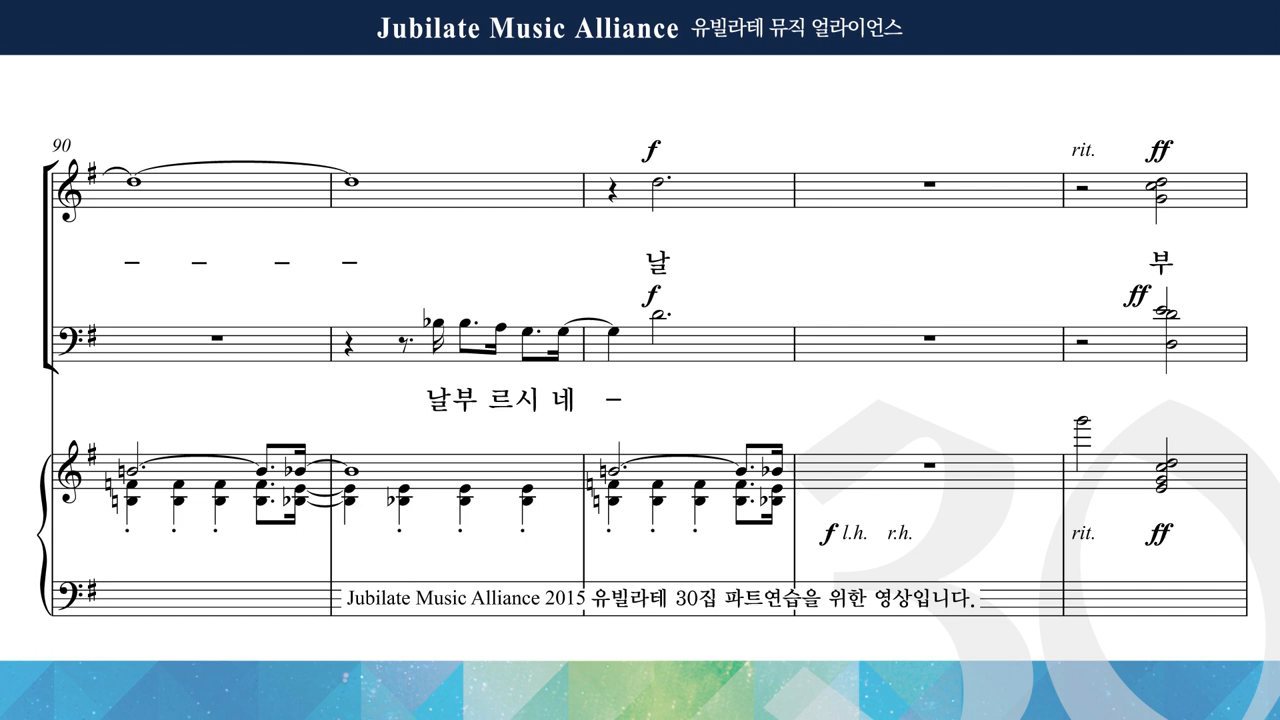 Jubilate Music Alliance 유빌라테 뮤직 얼라이언스
90
f
rit. ff
날 부
f ff
날부 르시 네
f l.h. r.h. rit. ff
Jubilate Music Alliance 2015 유빌라테 30집 파트연습을 위한 영상입니다.
30